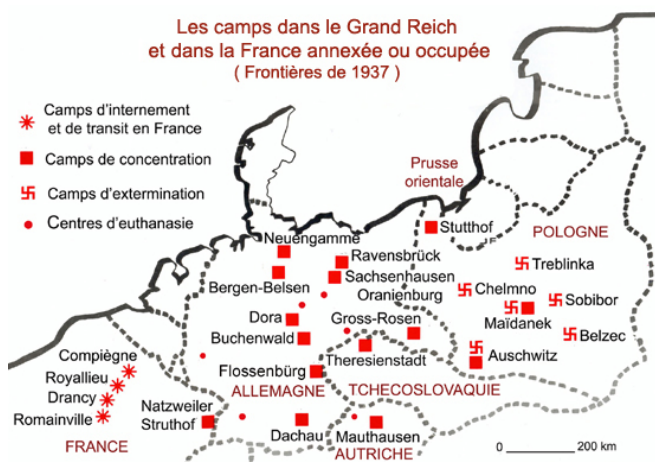 Les camps dans le Grand Reich
et dans la France annexée ou occupée
( Frontières de 1937 )
Camps d'internement
et de transit en France
Camps de concentration
Camps d'extermination
Centres d'euthanasie
Prusse
orientale
Stutthof
POLOGNE
Neuengamme
Ravensbrück
Treblinka
Bergen-Belsen
Sachsenhausen
Oranienburg
Chelmno
Sobibor
Dora
Gross-Rosen
Maïdanek
Buchenwald
Belzec
Theresienstadt
Auschwitz
Compiègne
Royallieu
Drancy
Romainville
Flossenbürg
ALLEMAGNE
TCHECOSLOVAQUIE
Natzweiler
Struthof
Dachau
Mauthausen
FRANCE
AUTRICHE
0 200 km